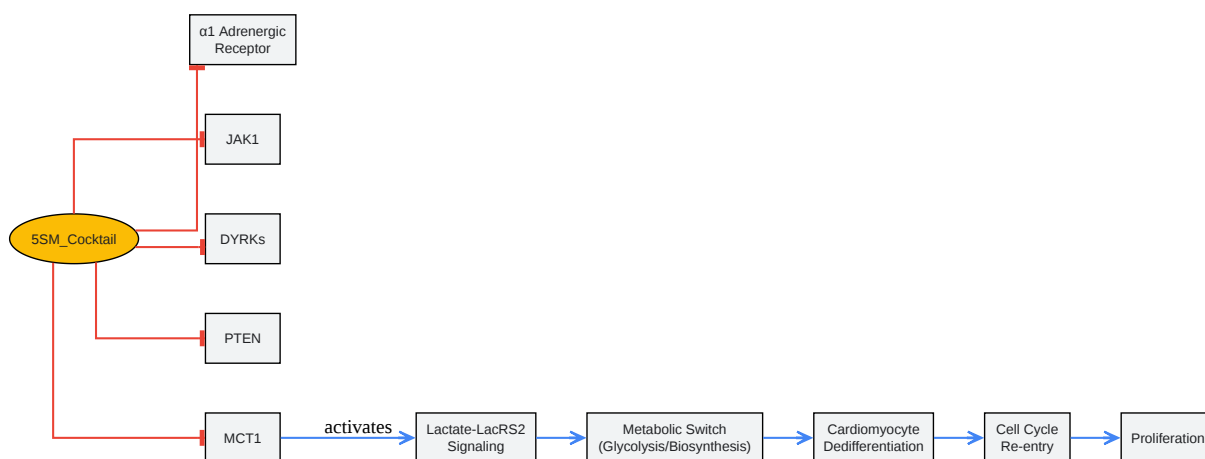 α1 Adrenergic
Receptor
JAK1
5SM_Cocktail
DYRKs
PTEN
MCT1
activates
Lactate-LacRS2
Signaling
Metabolic Switch
(Glycolysis/Biosynthesis)
Cardiomyocyte
Dedifferentiation
Cell Cycle
Re-entry
Proliferation